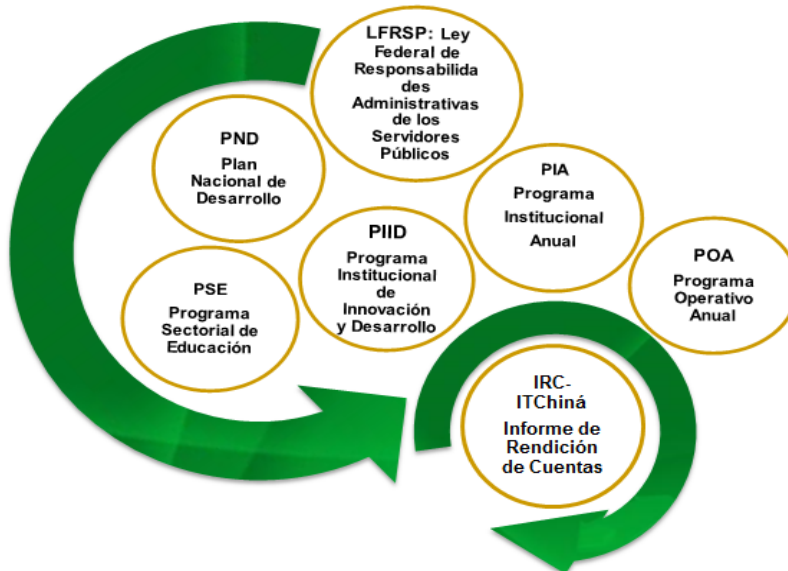 LFRSP: Ley
Federal de
Responsabilida
des
Administrativas
de los
Servidores
Públicos
PND
Plan
Nacional de
Desarrollo
PIA
Programa
Institucional
Anual
PIID
Programa
Institucional
de
Innovación
y Desarrollo
POA
Programa
Operativo
Anual
PSE
Programa
Sectorial de
Educación
IRC-
ITChiná
Informe de
Rendición
de Cuentas